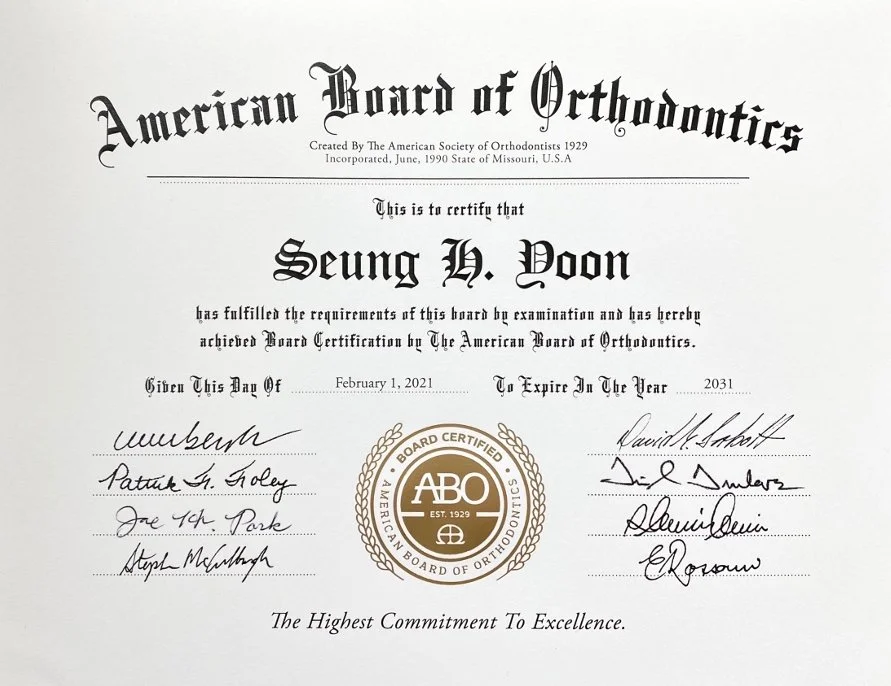 American Board of Orthodontics
Created By The American Society of Orthodontists 1929
Incorporated, June, 1990 State of Missouri, U.S.A
This is to certify that
Seung H. Yoon
has fulfilled the requirements of this board by examination and has hereby
achieved Board Certification by The American Board of Orthodontics.
Given This Day Of February 1, 2021 To Expire In The Year 2031
Patrick F. Foley
Joe H. Park
BOARD CERTIFIED
ABO
EST. 1929
AMERICAN BOARD OF ORTHODONTICS
The Highest Commitment To Excellence.